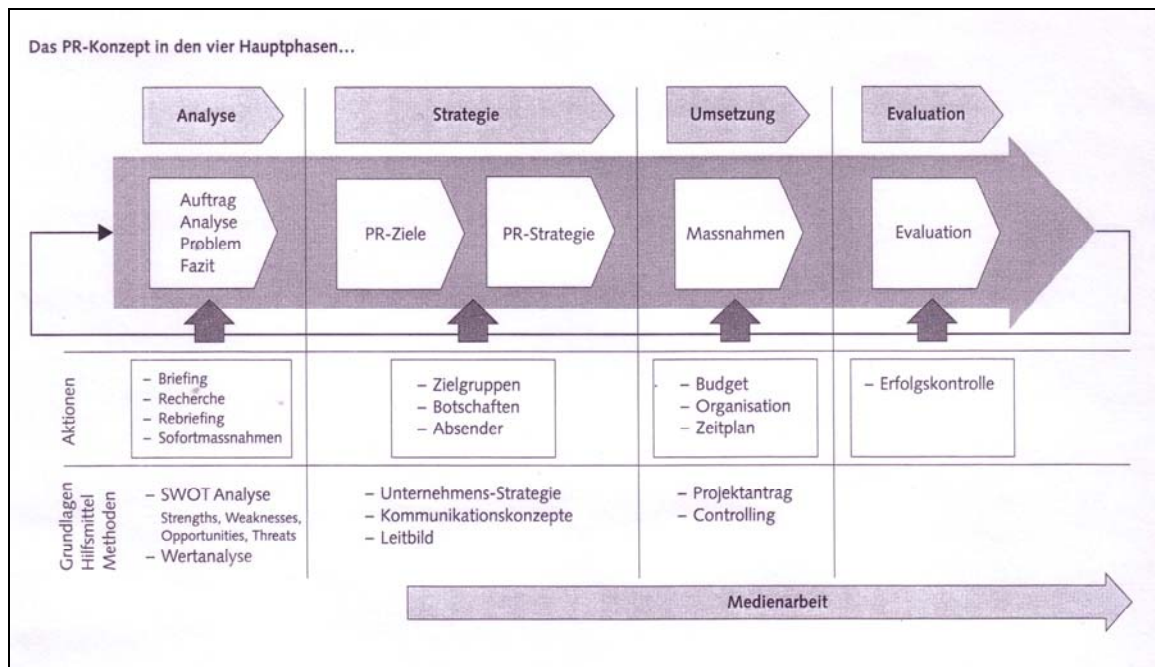 Das PR-Konzept in den vier Hauptphasen...
Analyse
Strategie
Umsetzung
Evaluation
Auftrag
Analyse
Problem
Fazit
PR-Ziele
PR-Strategie
Massnahmen
Evaluation
Aktionen
– Briefing
– Recherche
– Rebriefing
– Sofortmassnahmen
– Zielgruppen
– Botschaften
– Absender
– Budget
– Organisation
– Zeitplan
– Erfolgskontrolle
Grundlagen
Hilfsmittel
Methoden
– SWOT Analyse
Strengths, Weaknesses,
Opportunities, Threats
– Wertanalyse
– Unternehmens-Strategie
– Kommunikationskonzepte
– Leitbild
– Projektantrag
– Controlling
Medienarbeit